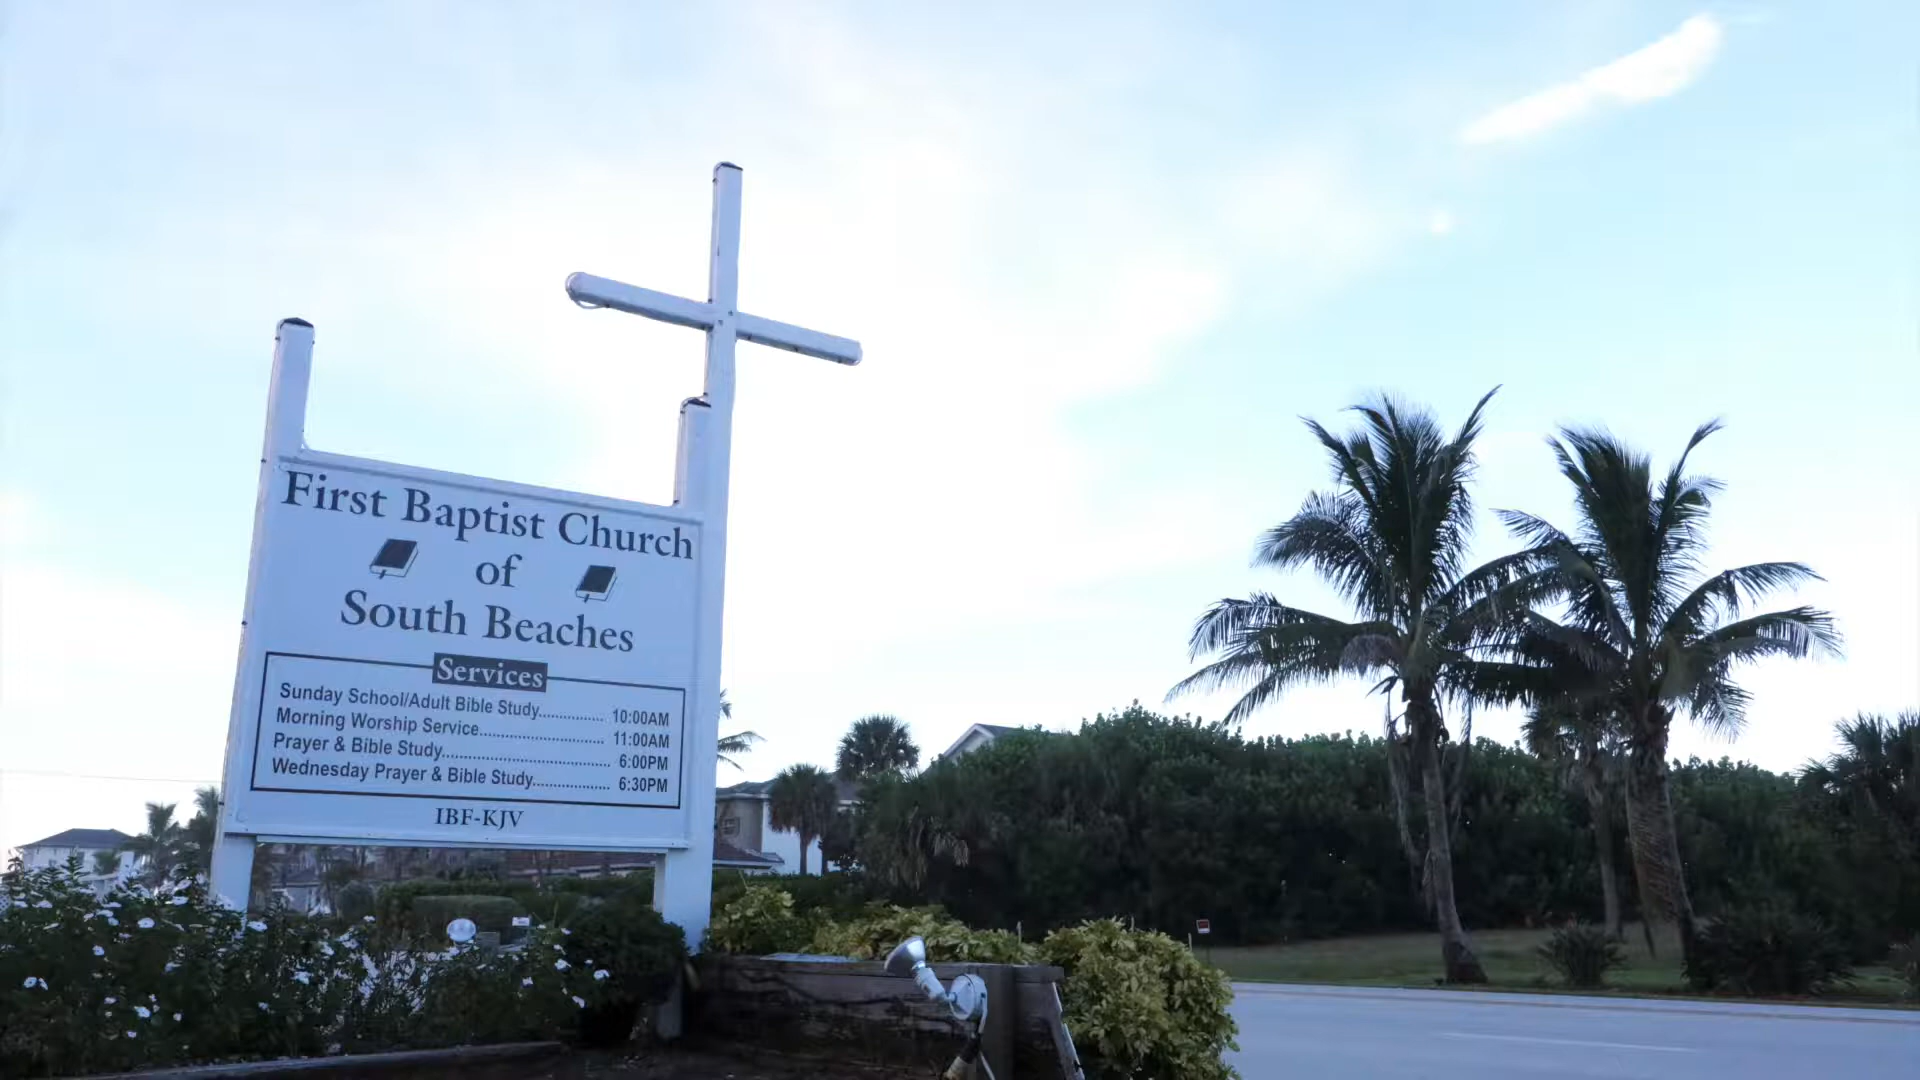 First Baptist Church
of
South Beaches
Services
Sunday School/Adult Bible Study............... 10:00AM
Morning Worship Service............................. 11:00AM
Prayer & Bible Study....................................... 6:00PM
Wednesday Prayer & Bible Study.................. 6:30PM
IBF-KJV